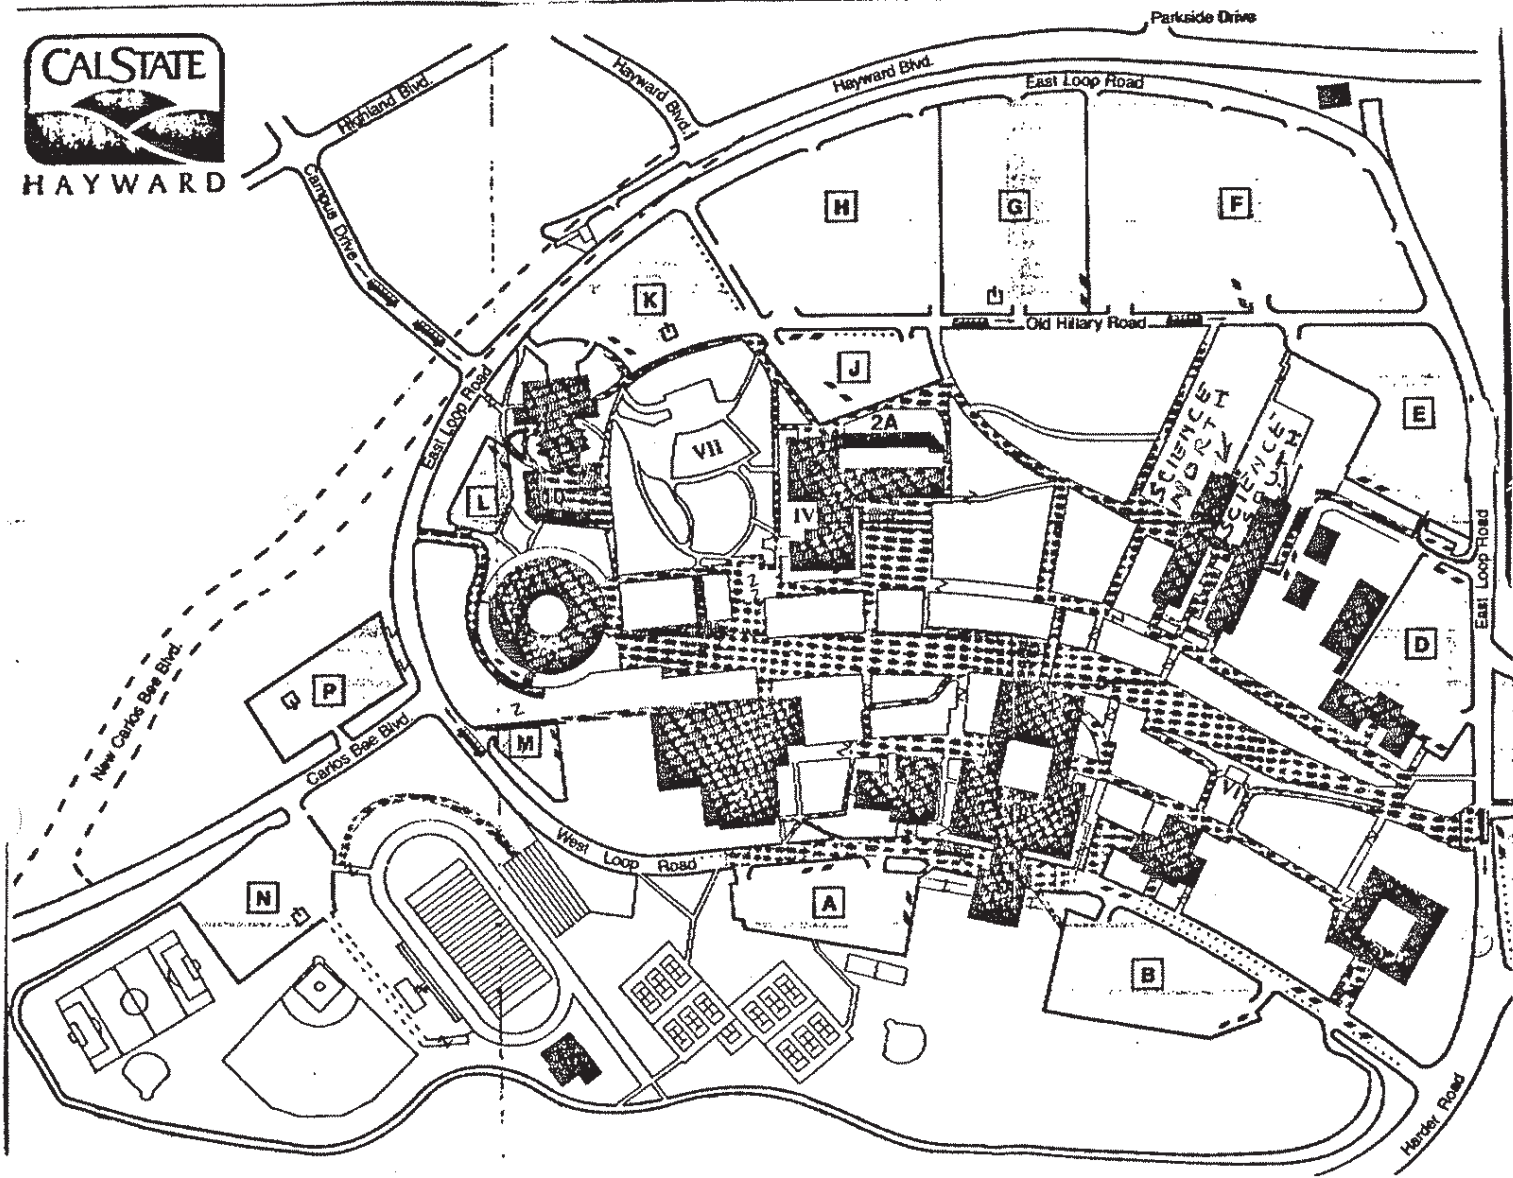 CALSTATE
HAYWARD
Parkside Drive
Highland Blvd.
Hayward Blvd.
Hayward Blvd.
East Loop Road
Campus Drive
H
G
F
K
Old Hillary Road
J
E
East Loop Road
2A
VII
SCIENCE
NORTH
SCIENCE
SOUTH
L
IV
East Loop Road
D
P
New Carlos Bee Blvd.
M
Carlos Bee Blvd.
VI
West Loop Road
N
A
B
Harder Road